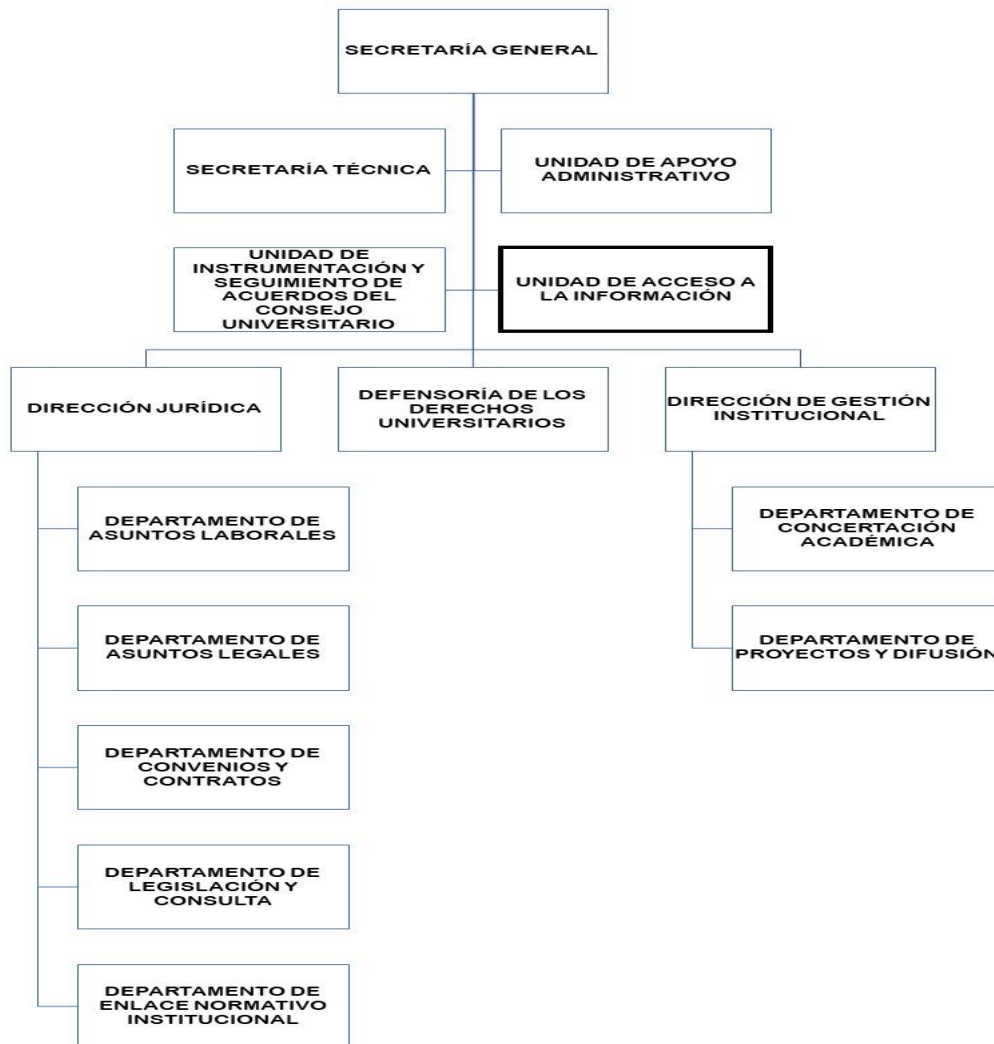 SECRETARÍA GENERAL
SECRETARÍA TÉCNICA
UNIDAD DE APOYO
ADMINISTRATIVO
UNIDAD DE
INSTRUMENTACIÓN Y
SEGUIMIENTO DE
ACUERDOS DEL
CONSEJO
UNIVERSITARIO
UNIDAD DE ACCESO A
LA INFORMACIÓN
DIRECCIÓN JURÍDICA
DEFENSORÍA DE LOS
DERECHOS
UNIVERSITARIOS
DIRECCIÓN DE GESTIÓN
INSTITUCIONAL
DEPARTAMENTO DE
ASUNTOS LABORALES
DEPARTAMENTO DE
ASUNTOS LEGALES
DEPARTAMENTO DE
CONVENIOS Y
CONTRATOS
DEPARTAMENTO DE
LEGISLACIÓN Y
CONSULTA
DEPARTAMENTO DE
ENLACE NORMATIVO
INSTITUCIONAL
DEPARTAMENTO DE
CONCERTACIÓN
ACADÉMICA
DEPARTAMENTO DE
PROYECTOS Y DIFUSIÓN